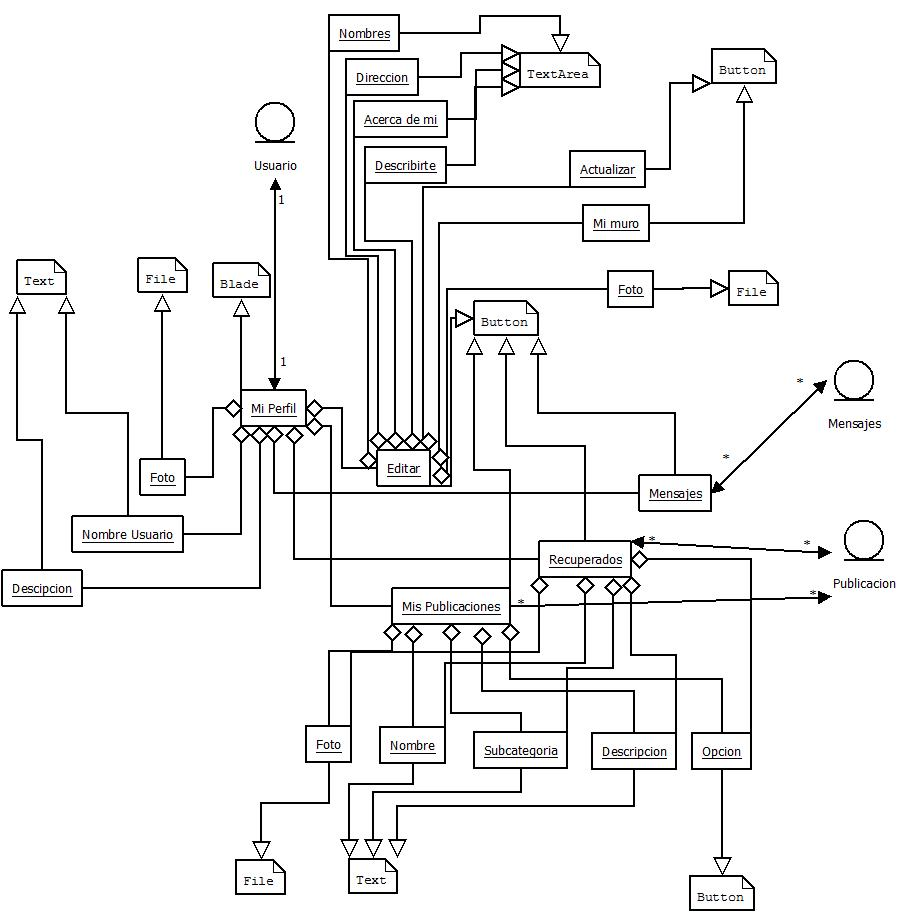 Nombres
TextArea
Direccion
Button
Acerca de mi
Usuario
Describirte
Actualizar
1
Mi muro
Text
File
Blade
Foto
File
Button
1
*
Mi Perfil
Mensajes
*
Editar
Foto
Mensajes
Nombre Usuario
*
*
Recuperados
Publicacion
Descipcion
*
Mis Publicaciones
*
Foto
Nombre
Subcategoria
Descripcion
Opcion
File
Text
Button